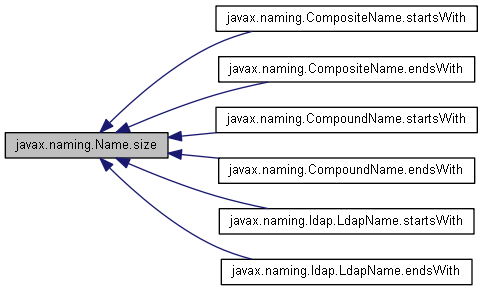 javax.naming.CompositeName.startsWith
javax.naming.CompositeName.endsWith
javax.naming.CompoundName.startsWith
javax.naming.Name.size
javax.naming.CompoundName.endsWith
javax.naming.ldap.LdapName.startsWith
javax.naming.ldap.LdapName.endsWith